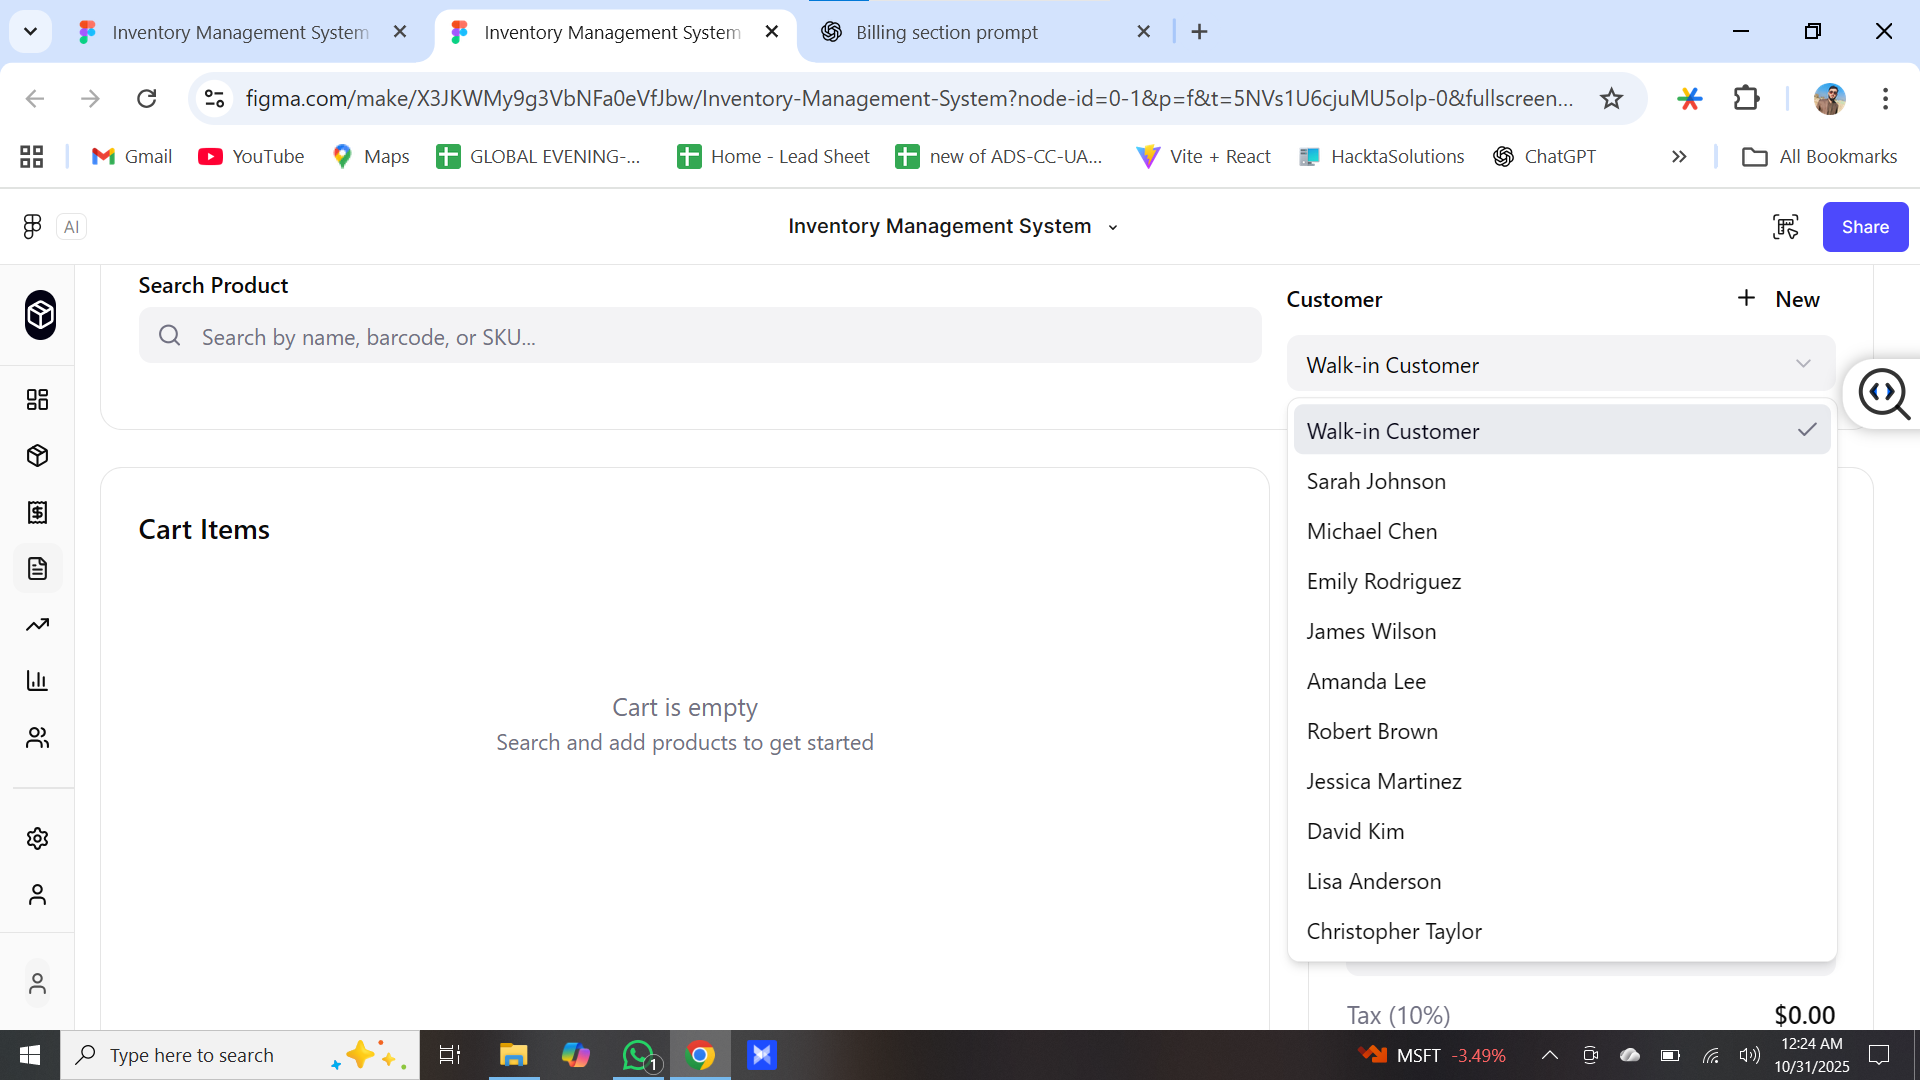 Inventory Management System
Inventory Management System
Billing section prompt
figma.com/make/X3JKWMy9g3VbNFa0eVfJbw/Inventory-Management-System?node-id=0-1&p=f&t=5NVs1U6cjuMU5olp-0&fullscreen...
Gmail
YouTube
Maps
GLOBAL EVENING-...
Home - Lead Sheet
new of ADS-CC-UA...
Vite + React
HacktaSolutions
ChatGPT
All Bookmarks
AI
Inventory Management System
Share
Search Product
Search by name, barcode, or SKU...
Customer
New
Walk-in Customer
Walk-in Customer
Sarah Johnson
Michael Chen
Emily Rodriguez
James Wilson
Amanda Lee
Robert Brown
Jessica Martinez
David Kim
Lisa Anderson
Christopher Taylor
Cart Items
Cart is empty
Search and add products to get started
Tax (10%)
$0.00
Type here to search
1
MSFT -3.49%
12:24 AM
10/31/2025